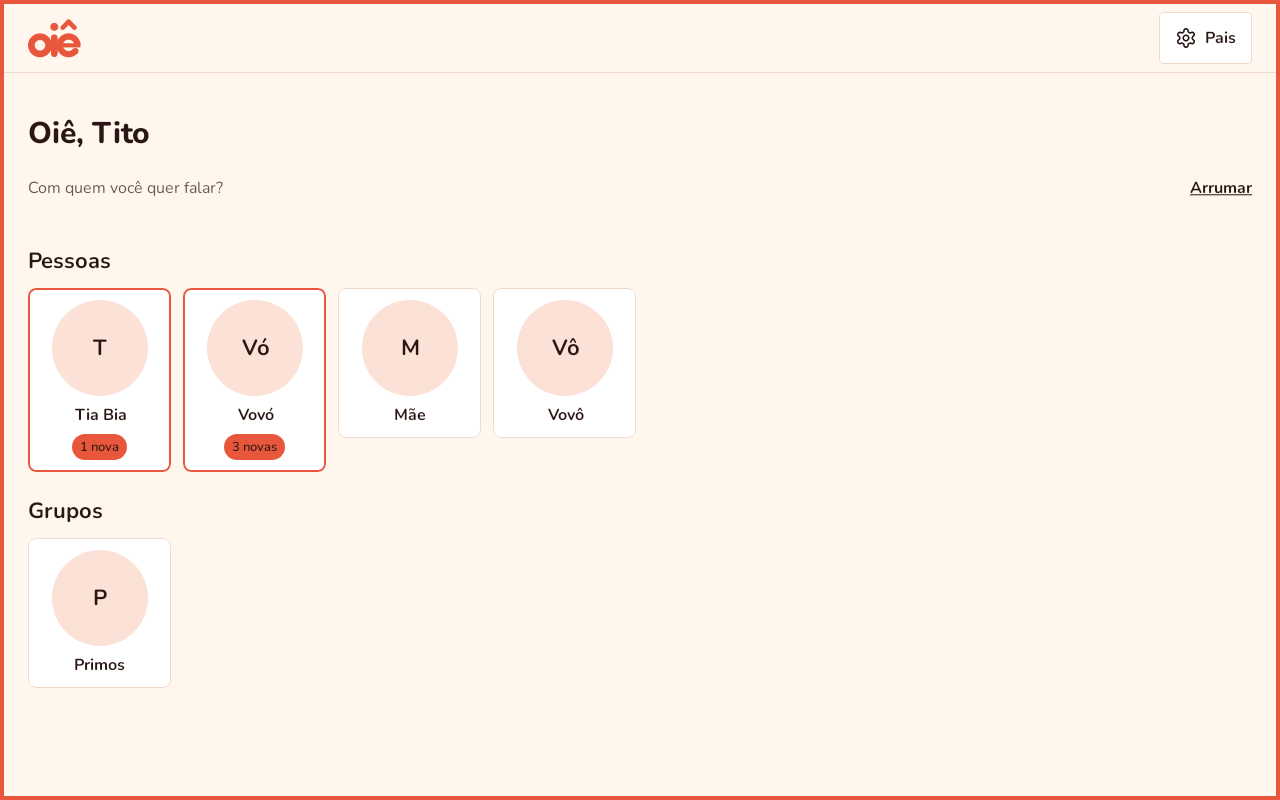 oiê
Pais
Oiê, Tito
Com quem você quer falar?
Arrumar
Pessoas
T
Tia Bia
1 nova
Vó
Vovó
3 novas
M
Mãe
Vô
Vovô
Grupos
P
Primos